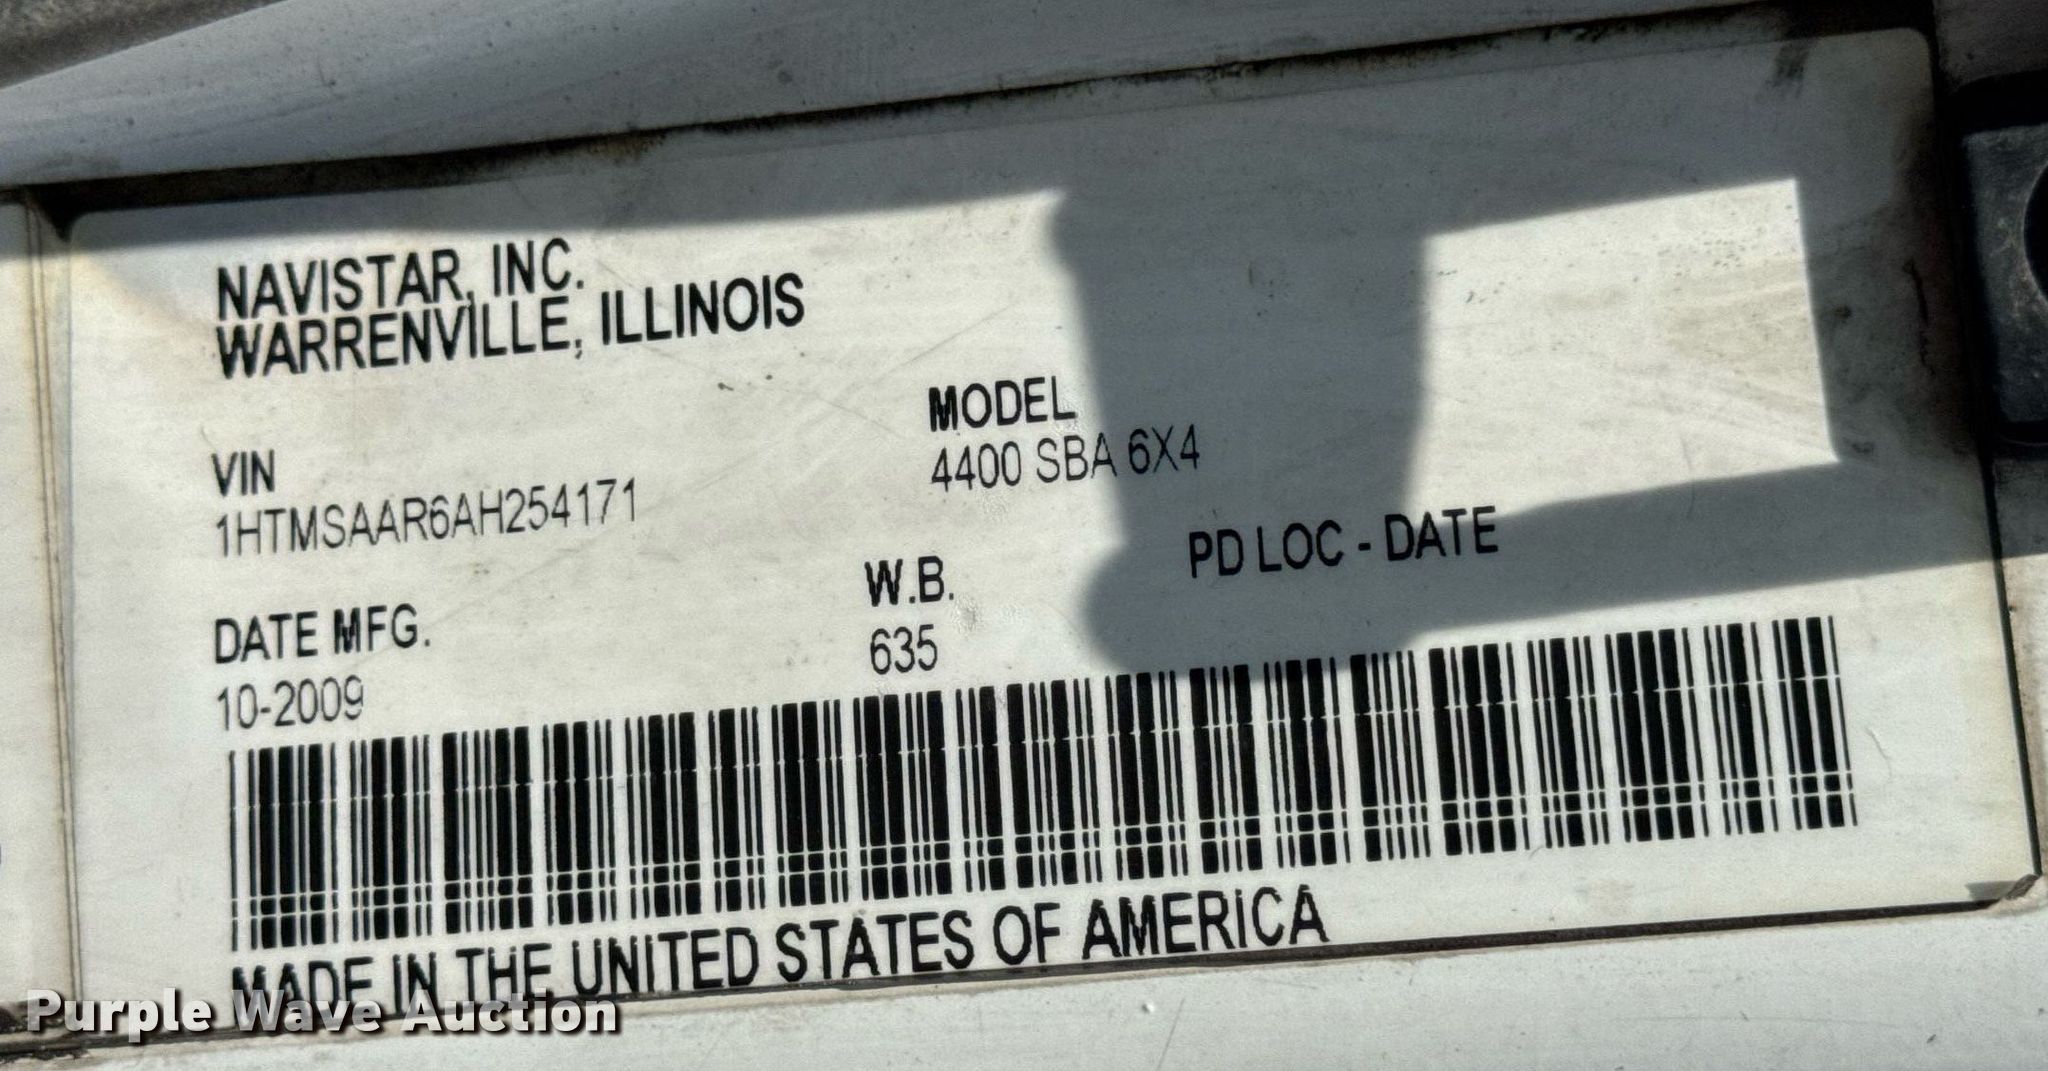 NAVISTAR, INC.
WARRENVILLE, ILLINOIS
MODEL
4400 SBA 6X4
VIN
1HTMSAAR6AH254171
PD LOC - DATE
W.B.
635
DATE MFG.
10-2009
MADE IN THE UNITED STATES OF AMERICA
Purple Wave Auction